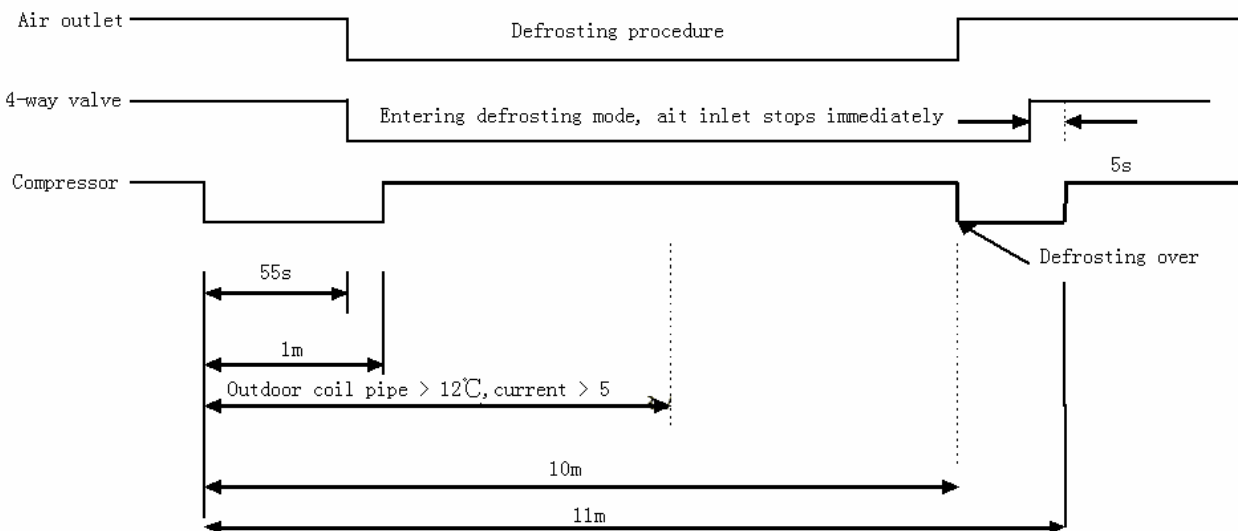 Air outlet
Defrosting procedure
4-way valve
Entering defrosting mode, ait inlet stops immediately
Compressor
5s
Defrosting over
55s
1m
Outdoor coil pipe > 12℃, current > 5
10m
11m